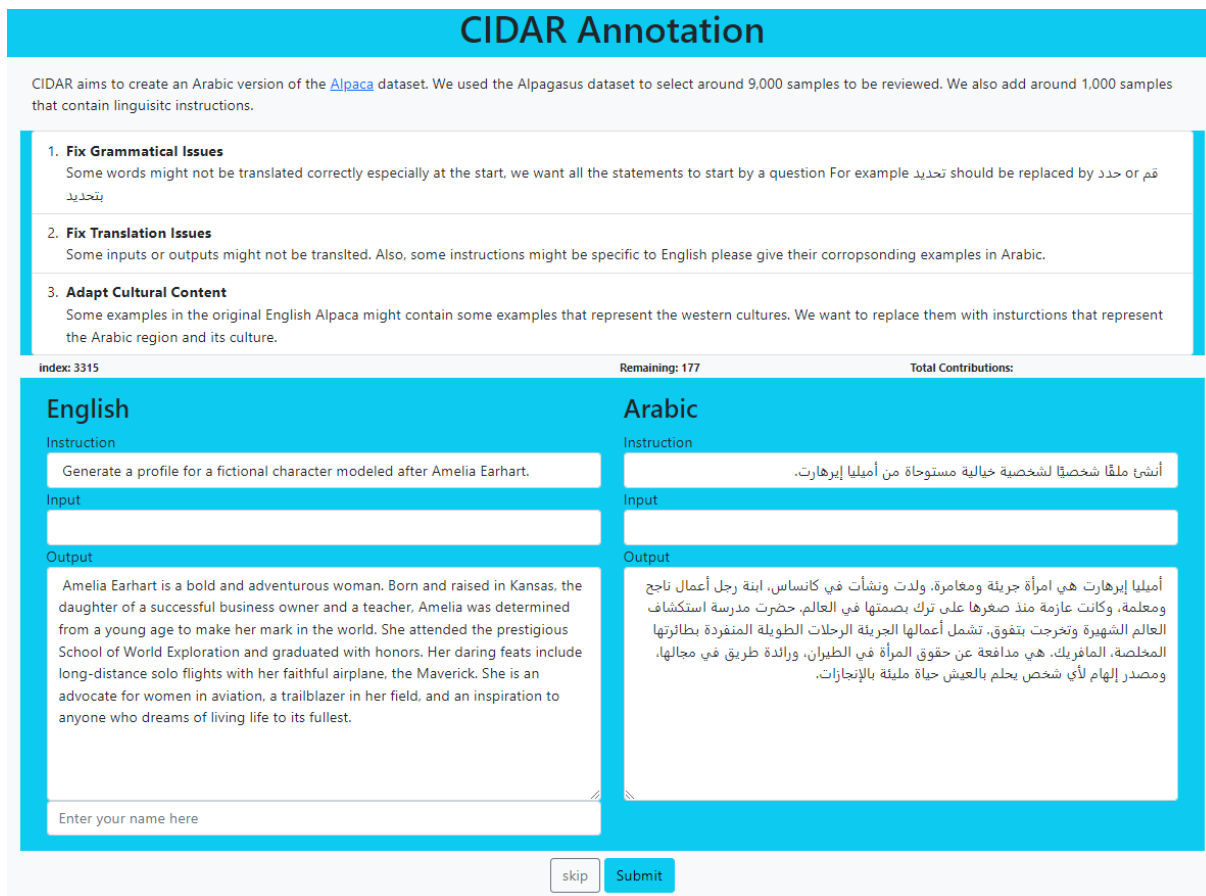 CIDAR Annotation
CIDAR aims to create an Arabic version of the Alpaca dataset. We used the Alpagasus dataset to select around 9,000 samples to be reviewed. We also add around 1,000 samples
that contain linguisitc instructions.
1. Fix Grammatical Issues
Some words might not be translated correctly especially at the start, we want all the statements to start by a question For example تحديد should be replaced by حدد or قم
بتحديد
2. Fix Translation Issues
Some inputs or outputs might not be translted. Also, some instructions might be specific to English please give their corropsonding examples in Arabic.
3. Adapt Cultural Content
Some examples in the original English Alpaca might contain some examples that represent the western cultures. We want to replace them with insturctions that represent
the Arabic region and its culture.
index: 3315
Remaining: 177
Total Contributions:
English
Instruction
Generate a profile for a fictional character modeled after Amelia Earhart.
Input
Output
Amelia Earhart is a bold and adventurous woman. Born and raised in Kansas, the
daughter of a successful business owner and a teacher, Amelia was determined
from a young age to make her mark in the world. She attended the prestigious
School of World Exploration and graduated with honors. Her daring feats include
long-distance solo flights with her faithful airplane, the Maverick. She is an
advocate for women in aviation, a trailblazer in her field, and an inspiration to
anyone who dreams of living life to its fullest.
Enter your name here
Arabic
Instruction
أنشئ ملفًا شخصيًا لشخصية خيالية مستوحاة من أميليا إيرهارت.
Input
Output
أميليا إيرهارت هي امرأة جريئة ومغامرة. ولدت ونشأت في كانساس، ابنة رجل أعمال ناجح
ومعلمة، وكانت عازمة منذ صغرها على ترك بصمتها في العالم. حضرت مدرسة استكشاف
العالم الشهيرة وتخرجت بتفوق. تشمل أعمالها الجريئة الرحلات الطويلة المنفردة بطائرتها
المخلصة، المافريك. هي مدافعة عن حقوق المرأة في الطيران، ورائدة طريق في مجالها،
ومصدر إلهام لأي شخص يحلم بالعيش حياة مليئة بالإنجازات.
skip
Submit